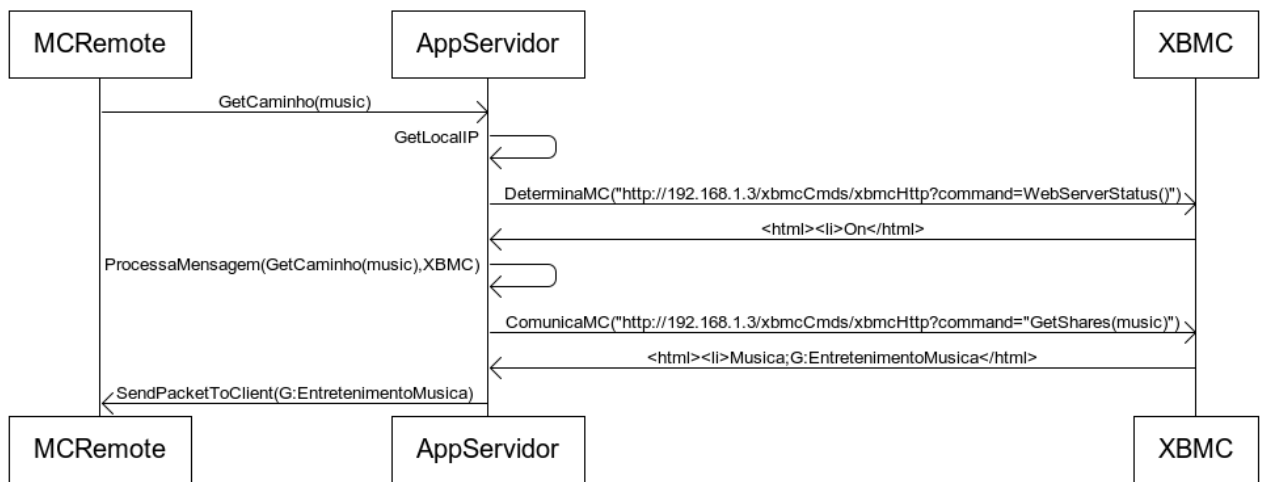 MCRemote
AppServidor
XBMC
GetCaminho(music)
GetLocalIP
DeterminaMC("http://192.168.1.3/xbmcCmds/xbmcHttp?command=WebServerStatus()")
<html><li>On</html>
ProcessaMensagem(GetCaminho(music),XBMC)
ComunicaMC("http://192.168.1.3/xbmcCmds/xbmcHttp?command="GetShares(music)")
<html><li>Musica;G:EntretenimentoMusica</html>
SendPacketToClient(G:EntretenimentoMusica)
MCRemote
AppServidor
XBMC